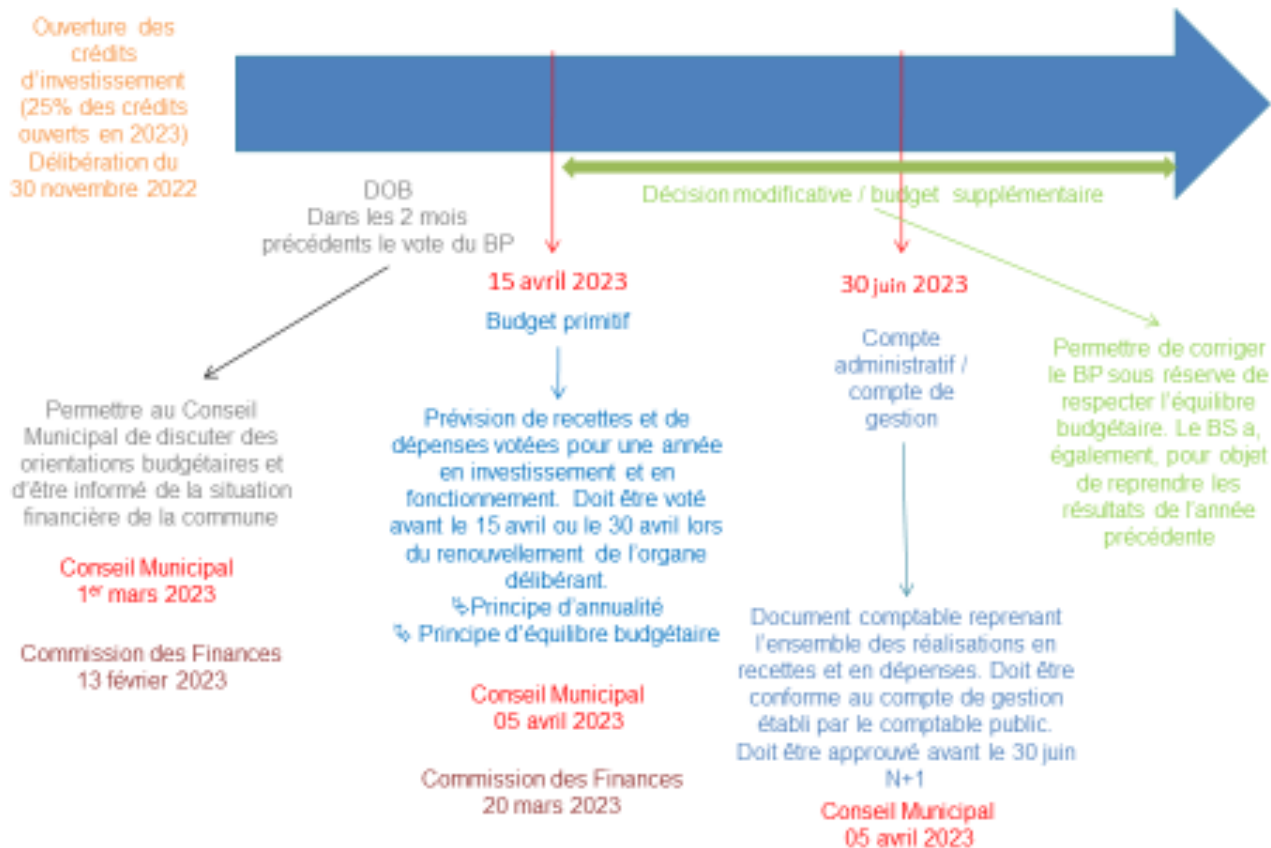 Ouverture des
crédits
d'investissement
(25% des crédits
ouverts en 2023)
Délibération du
30 novembre 2022
DOB
Dans les 2 mois
précédents le vote du BP
Permettre au Conseil
Municipal de discuter des
orientations budgétaires et
d'être informé de la situation
financière de la commune
Conseil Municipal
1er mars 2023
Commission des Finances
13 février 2023
15 avril 2023
Budget primitif
Prévision de recettes et de
dépenses votées pour une année
en investissement et en
fonctionnement. Doit être voté
avant le 15 avril ou le 30 avril lors
du renouvellement de l'organe
délibérant.
↳Principe d'annualité
↳ Principe d'équilibre budgétaire
Conseil Municipal
05 avril 2023
Commission des Finances
20 mars 2023
Décision modificative / budget supplémentaire
30 juin 2023
Compte
administratif /
compte de
gestion
Document comptable reprenant
l'ensemble des réalisations en
recettes et en dépenses. Doit être
conforme au compte de gestion
établi par le comptable public.
Doit être approuvé avant le 30 juin
N+1
Conseil Municipal
05 avril 2023
Permettre de corriger
le BP sous réserve de
respecter l'équilibre
budgétaire. Le BS a,
également, pour objet
de reprendre les
résultats de l'année
précédente